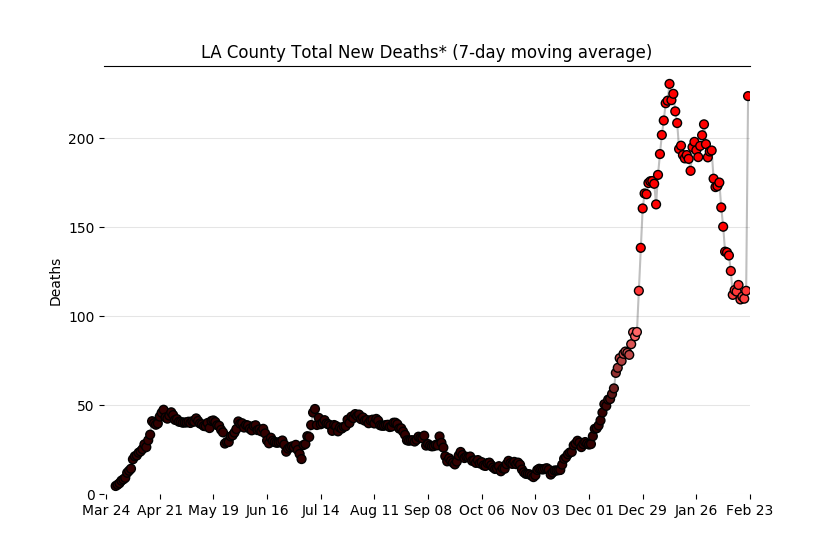 LA County Total New Deaths* (7-day moving average)
200
150
100
50
0
Deaths
Mar 24 Apr 21 May 19 Jun 16 Jul 14 Aug 11 Sep 08 Oct 06 Nov 03 Dec 01 Dec 29 Jan 26 Feb 23